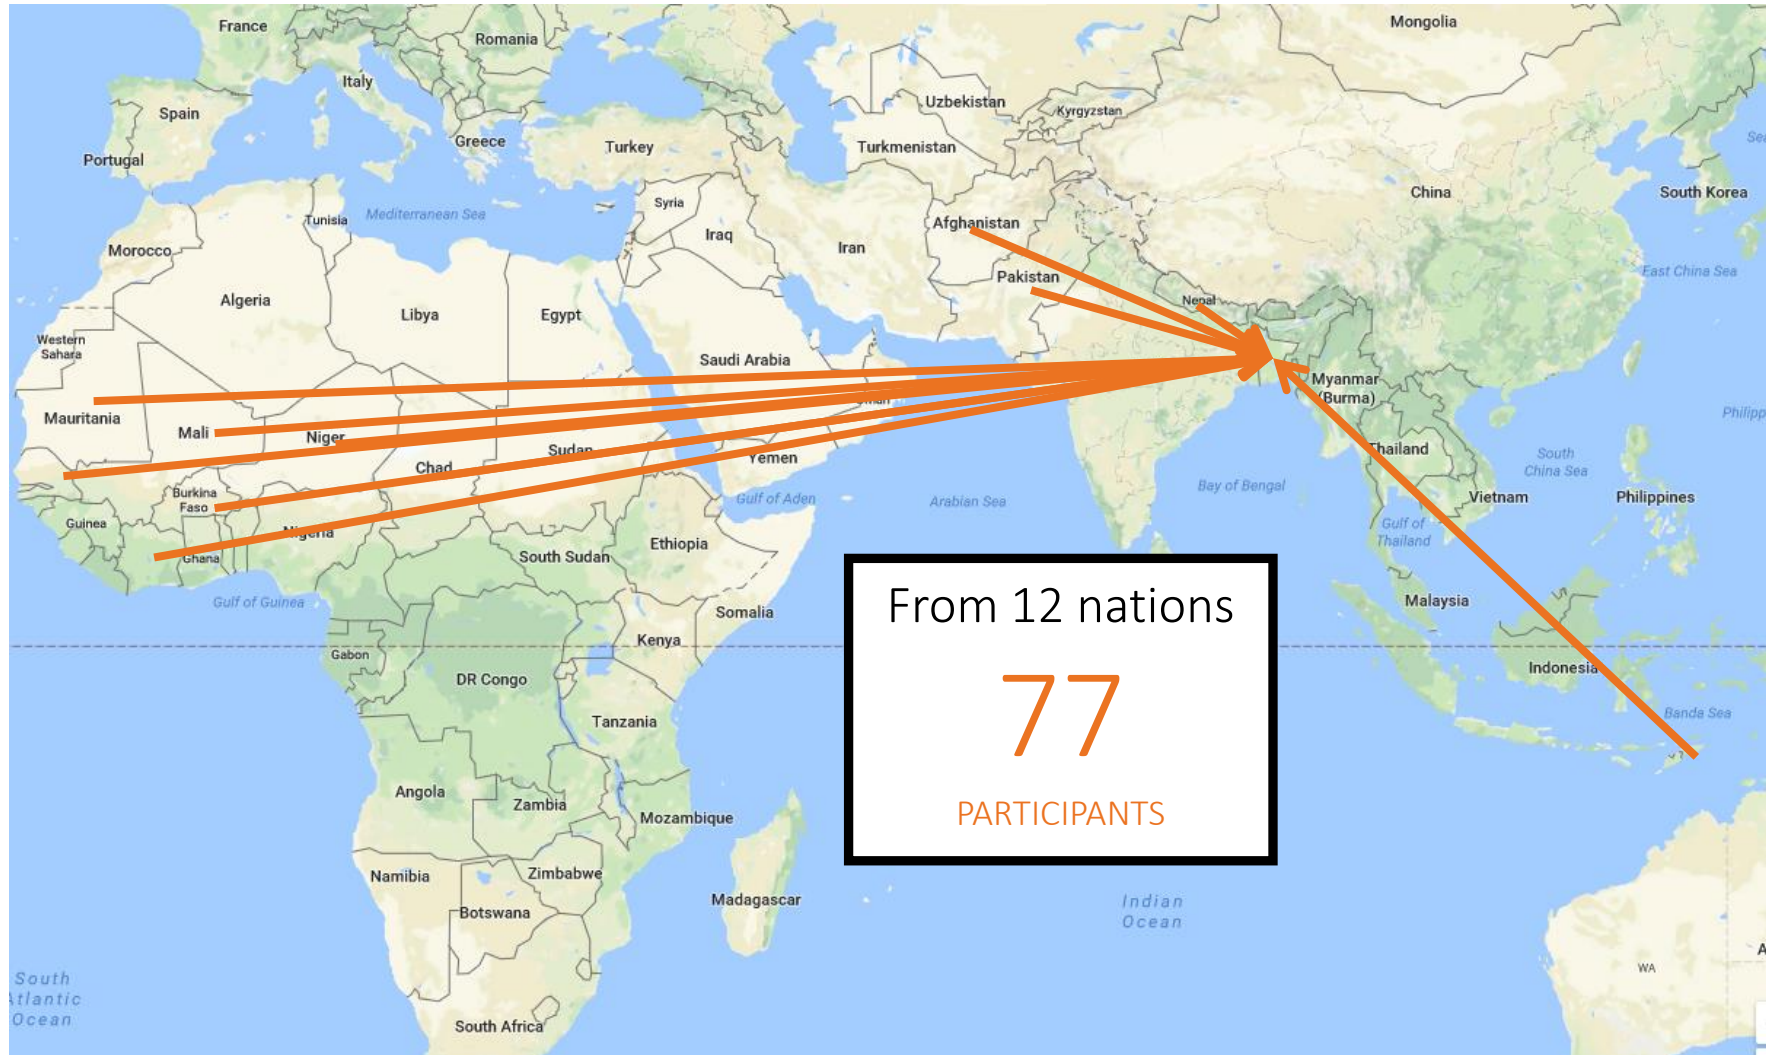 Mongolia
France
Romania
Italy
Uzbekistan
Kyrgyzstan
Spain
Greece
Turkey
Turkmenistan
Portugal
China
South Korea
Syria
Tunisia
Mediterranean Sea
Afghanistan
Iraq
Iran
Morocco
East China Sea
Pakistan
Algeria
Nepal
Libya
Egypt
Western
Sahara
Saudi Arabia
Myanmar
(Burma)
Mauritania
Mali
Niger
Sudan
Thailand
Chad
Yemen
South
China Sea
Bay of Bengal
Burkina
Faso
Gulf of Aden
Arabian Sea
Vietnam
Philippines
Guinea
Nigeria
Gulf of
Thailand
Ghana
South Sudan
Ethiopia
Gulf of Guinea
Somalia
Malaysia
From 12 nations
Kenya
Gabon
DR Congo
Indonesia
77
Banda Sea
Tanzania
Angola
Zambia
Mozambique
PARTICIPANTS
Namibia
Zimbabwe
Madagascar
Botswana
Indian
Ocean
WA
South
Atlantic
Ocean
South Africa